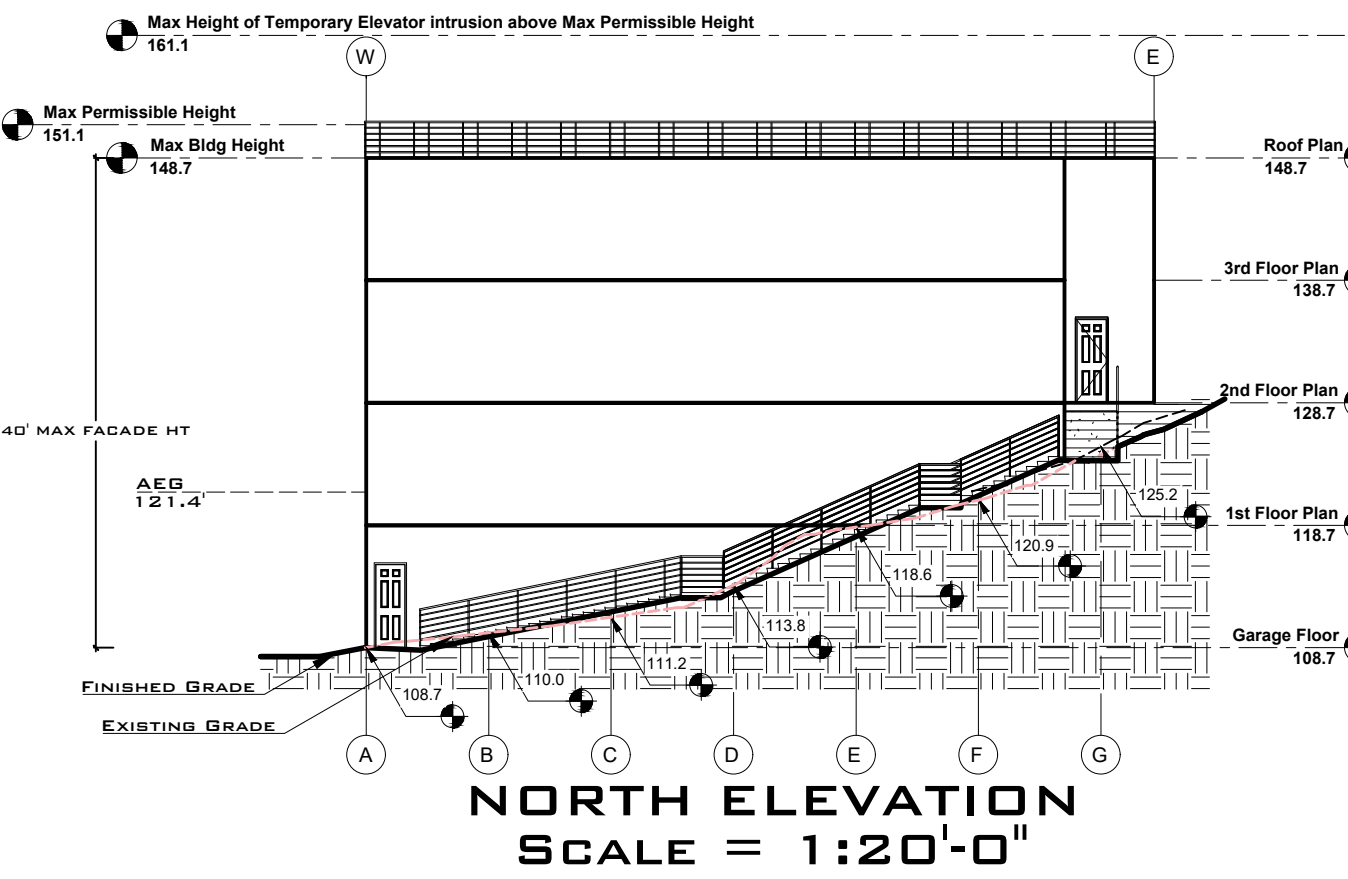 Max Height of Temporary Elevator intrusion above Max Permissible Height
161.1
W
E
Max Permissible Height
151.1
Max Bldg Height
148.7
Roof Plan
148.7
3rd Floor Plan
138.7
2nd Floor Plan
128.7
40' MAX FACADE HT
AEG
121.4'
125.2
1st Floor Plan
118.7
120.9
118.6
113.8
Garage Floor
108.7
111.2
110.0
108.7
FINISHED GRADE
EXISTING GRADE
A
B
C
D
E
F
G
NORTH ELEVATION
SCALE = 1:20'-0"